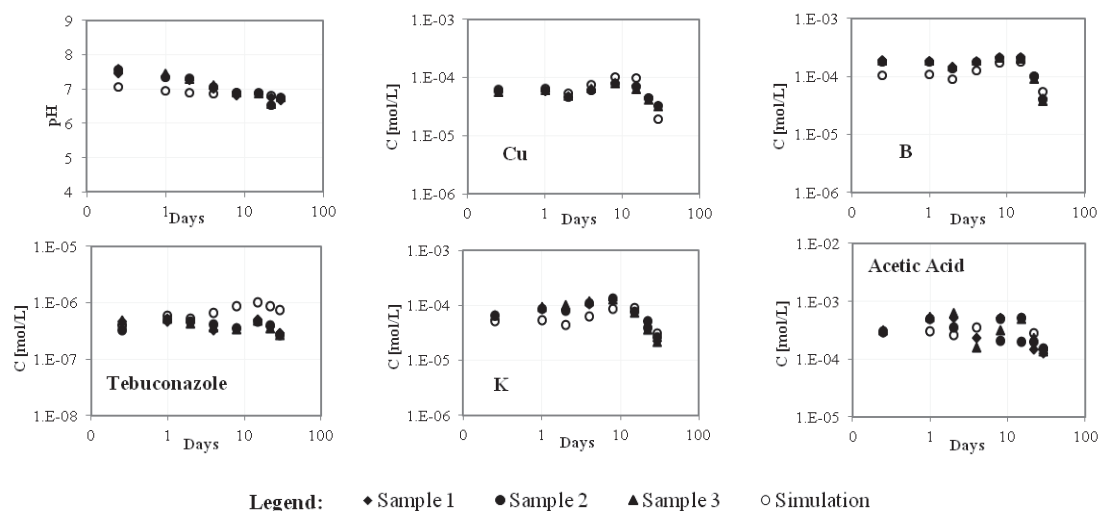 9
8
7
6
5
4
pH
0 1 10 100
Days
1.E-03
1.E-04
1.E-05
1.E-06
C [mol/L]
Cu
0 1 10 100
Days
1.E-03
1.E-04
1.E-05
1.E-06
C [mol/L]
B
0 1 10 100
Days
1.E-05
1.E-06
1.E-07
1.E-08
C [mol/L]
Tebuconazole
0 1 10 100
Days
1.E-03
1.E-04
1.E-05
1.E-06
C [mol/L]
K
0 1 10 100
Days
1.E-02
1.E-03
1.E-04
1.E-05
C [mol/L]
Acetic Acid
0 1 10 100
Days
Legend: Sample 1 Sample 2 Sample 3 Simulation